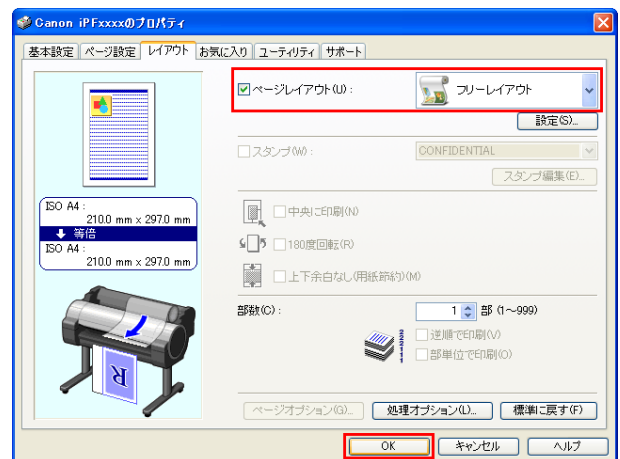 Canon iPFxxxxのプロパティ
基本設定 ページ設定 レイアウト お気に入り ユーティリティ サポート
ページレイアウト(U) : フリーレイアウト
設定(S)...
スタンプ(W) : CONFIDENTIAL
スタンプ編集(E)...
ISO A4 :
210.0 mm x 297.0 mm
等倍
ISO A4 :
210.0 mm x 297.0 mm
中央に印刷(N)
180度回転(R)
上下余白なし(用紙節約)(M)
部数(C) : 1 部 (1~999)
逆順で印刷(V)
部単位で印刷(O)
R
ページオプション(G)... 処理オプション(L)... 標準に戻す(F)
OK キャンセル ヘルプ